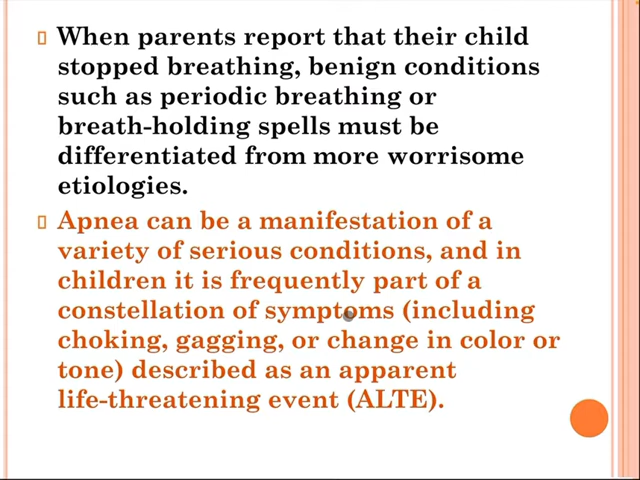 When parents report that their child
stopped breathing, benign conditions
such as periodic breathing or
breath-holding spells must be
differentiated from more worrisome
etiologies.
Apnea can be a manifestation of a
variety of serious conditions, and in
children it is frequently part of a
constellation of symptoms (including
choking, gagging, or change in color or
tone) described as an apparent
life-threatening event (ALTE).